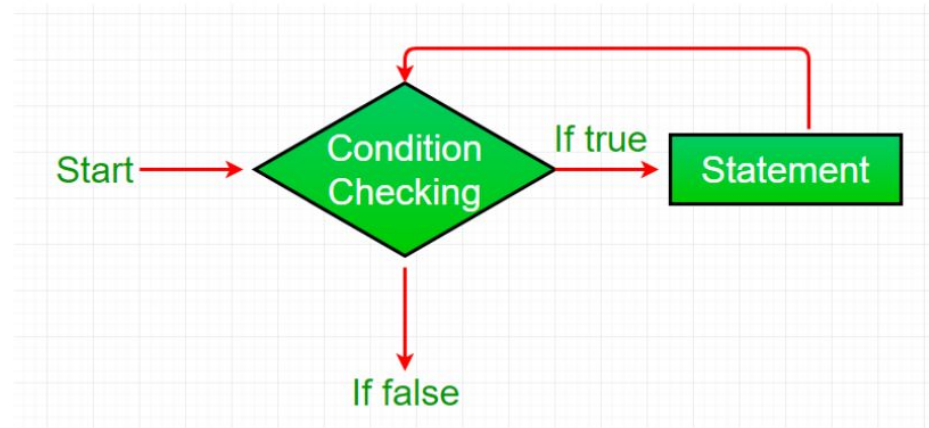 Start
Condition
Checking
If true
Statement
If false